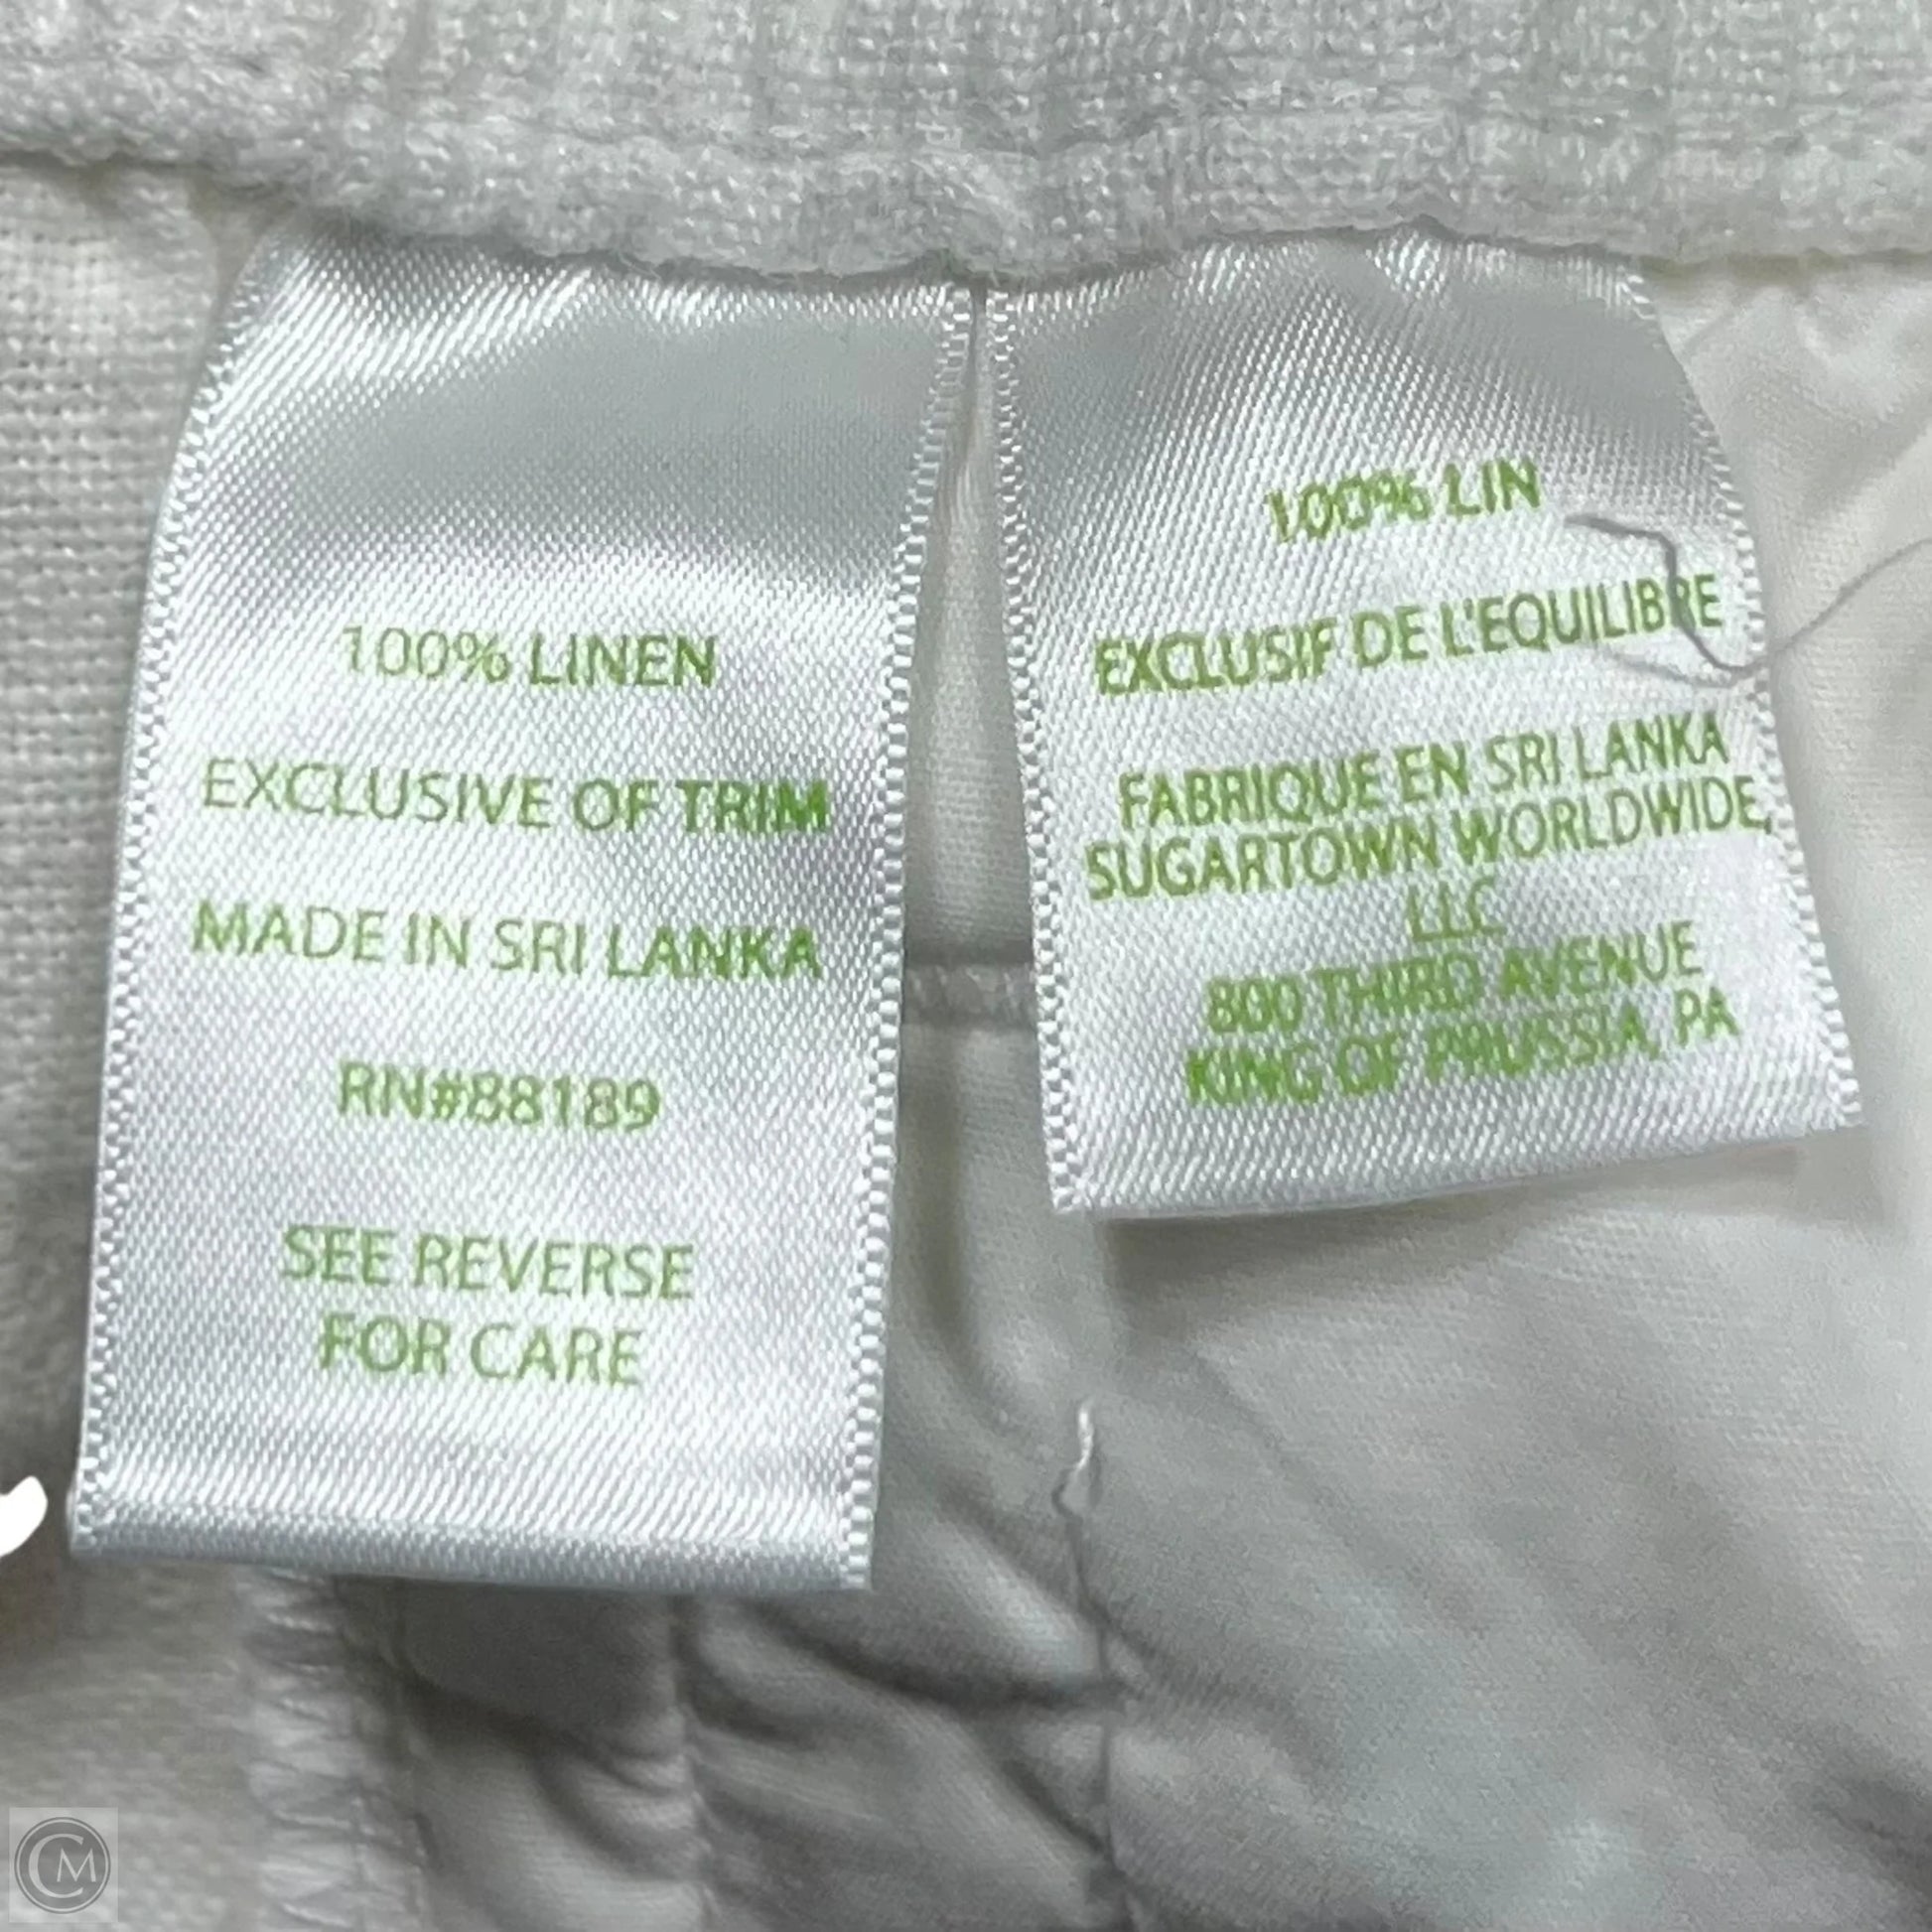 100% LINEN
EXCLUSIVE OF TRIM
MADE IN SRI LANKA
RN#88189
SEE REVERSE
FOR CARE
100% LIN
EXCLUSIF DE L'EQUILIBRE
FABRIQUE EN SRI LANKA
SUGARTOWN WORLDWIDE,
LLC
800 THIRD AVENUE
KING OF PRUSSIA, PA
CM